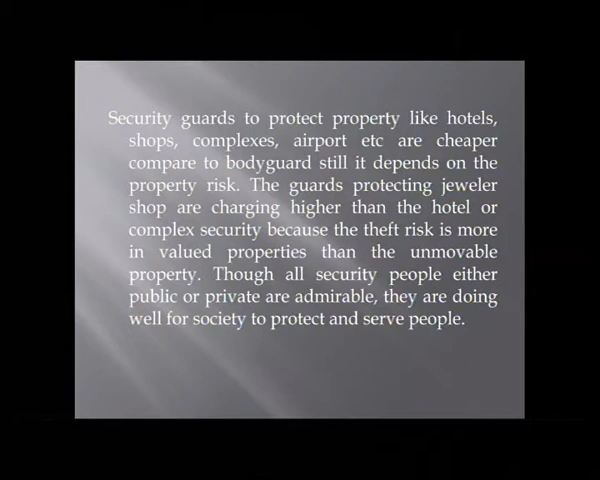 Security guards to protect property like hotels,
shops, complexes, airport etc are cheaper
compare to bodyguard still it depends on the
property risk. The guards protecting jeweler
shop are charging higher than the hotel or
complex security because the theft risk is more
in valued properties than the unmovable
property. Though all security people either
public or private are admirable, they are doing
well for society to protect and serve people.